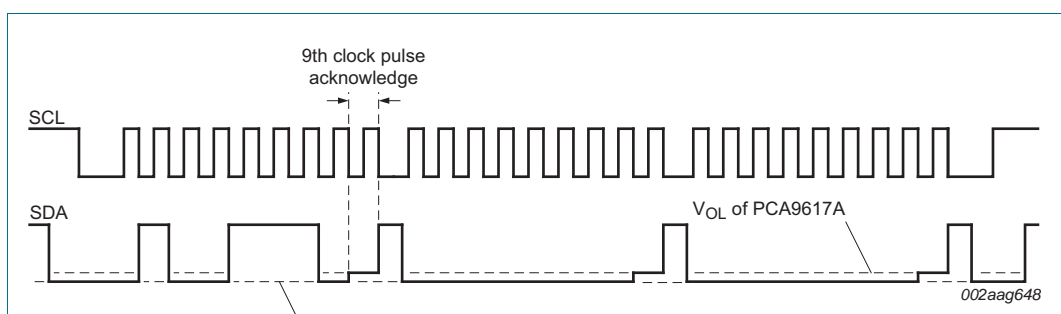 9th clock pulse
acknowledge
SCL
SDA
VOL of PCA9617A
002aag648